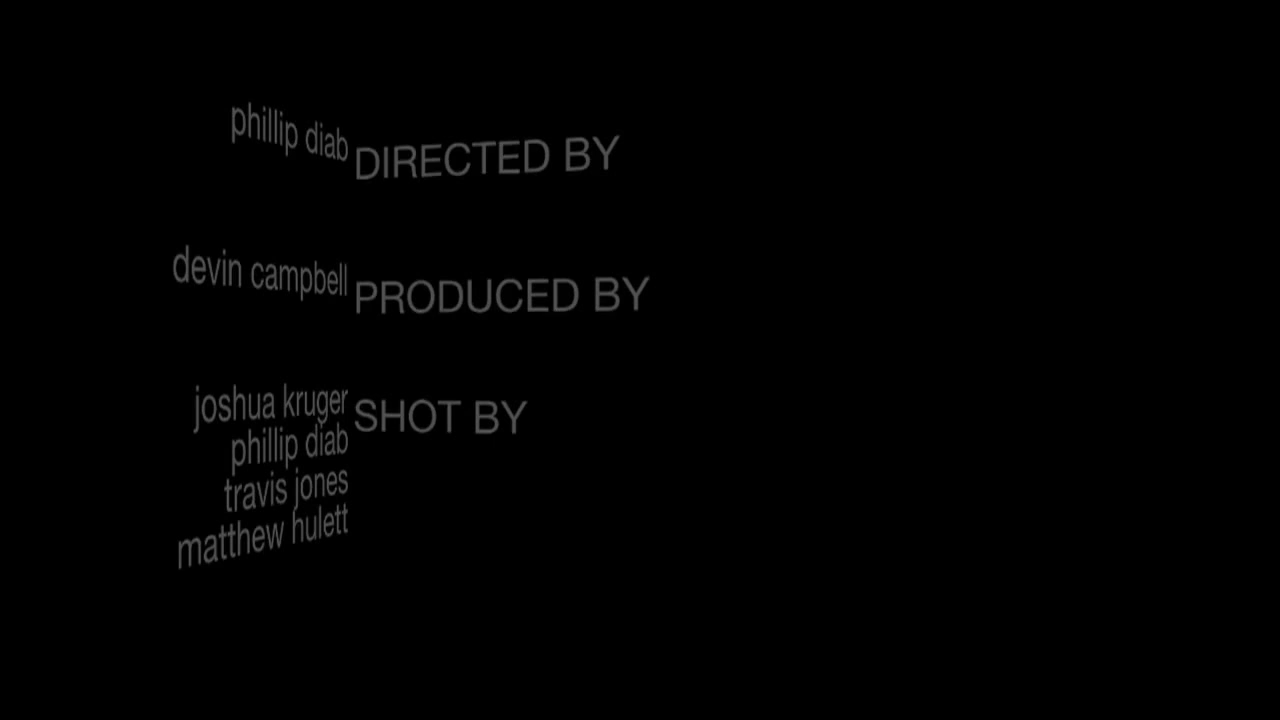 phillip diab DIRECTED BY
devin campbell PRODUCED BY
joshua kruger SHOT BY
phillip diab
travis jones
matthew hulett